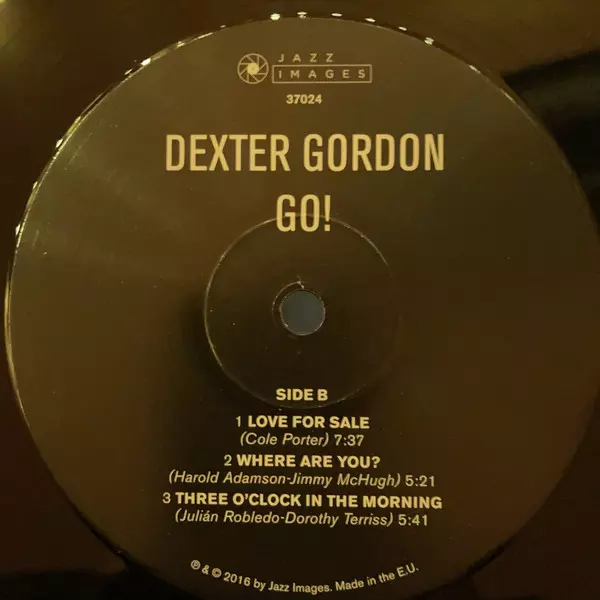 JAZZ
IMAGES
37024
DEXTER GORDON
GO!
SIDE B
1 LOVE FOR SALE
(Cole Porter) 7:37
2 WHERE ARE YOU?
(Harold Adamson-Jimmy McHugh) 5:21
3 THREE O'CLOCK IN THE MORNING
(Julián Robledo-Dorothy Terriss) 5:41
℗ & © 2016 by Jazz Images. Made in the E.U.